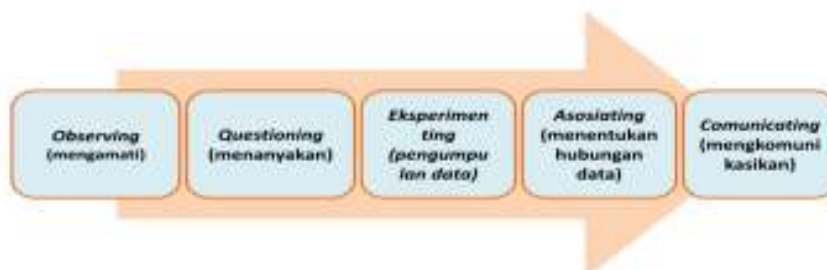 Observing
(mengamati)
Questioning
(menanyakan)
Eksperimen
ting
(pengumpu
lan data)
Asosiating
(menentukan
hubungan
data)
Comunicating
(mengkomuni
kasikan)